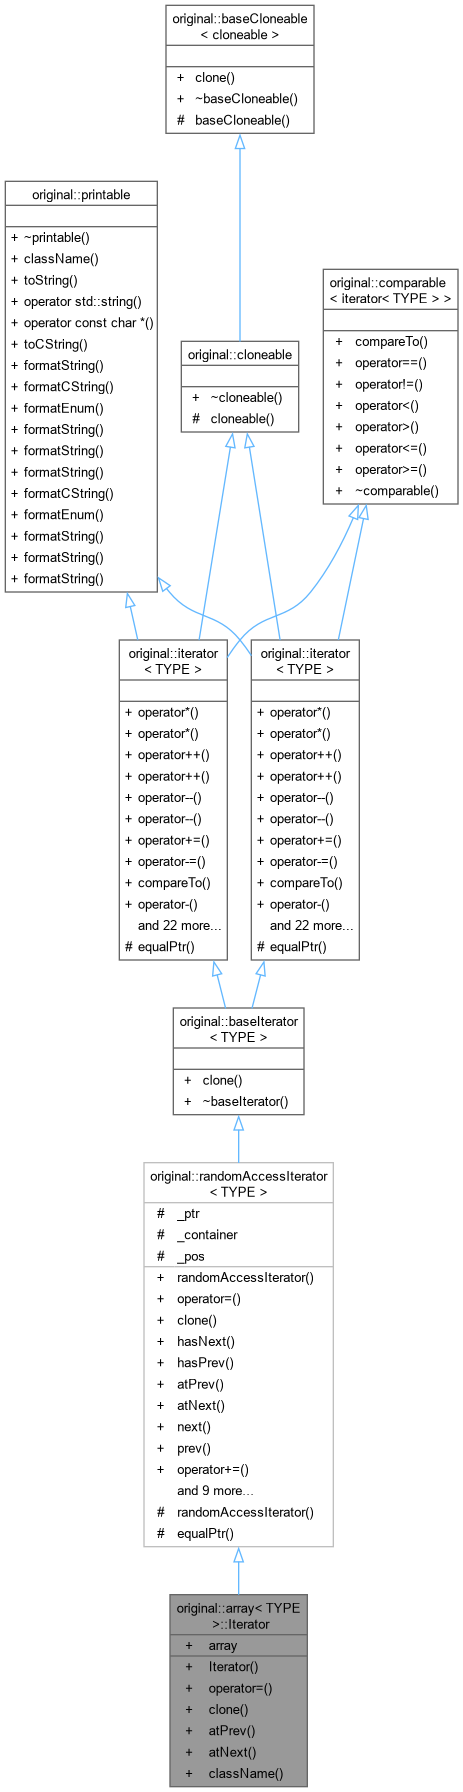 original::baseCloneable
< cloneable >
+ clone()
+ ~baseCloneable()
# baseCloneable()
original::printable
+ ~printable()
+ className()
+ toString()
+ operator std::string()
+ operator const char *()
+ toCString()
+ formatString()
+ formatCString()
+ formatEnum()
+ formatString()
+ formatString()
+ formatString()
+ formatCString()
+ formatEnum()
+ formatString()
+ formatString()
+ formatString()
original::cloneable
+ ~cloneable()
# cloneable()
original::comparable
< iterator< TYPE > >
+ compareTo()
+ operator==()
+ operator!=()
+ operator<()
+ operator>()
+ operator<=()
+ operator>=()
+ ~comparable()
original::iterator
< TYPE >
+ operator*()
+ operator*()
+ operator++()
+ operator++()
+ operator--()
+ operator--()
+ operator+=()
+ operator-=()
+ compareTo()
+ operator-()
and 22 more...
# equalPtr()
original::iterator
< TYPE >
+ operator*()
+ operator*()
+ operator++()
+ operator++()
+ operator--()
+ operator--()
+ operator+=()
+ operator-=()
+ compareTo()
+ operator-()
and 22 more...
# equalPtr()
original::baseIterator
< TYPE >
+ clone()
+ ~baseIterator()
original::randomAccessIterator
< TYPE >
# _ptr
# _container
# _pos
+ randomAccessIterator()
+ operator=()
+ clone()
+ hasNext()
+ hasPrev()
+ atPrev()
+ atNext()
+ next()
+ prev()
+ operator+=()
and 9 more...
# randomAccessIterator()
# equalPtr()
original::array< TYPE
>::Iterator
+ array
+ Iterator()
+ operator=()
+ clone()
+ atPrev()
+ atNext()
+ className()